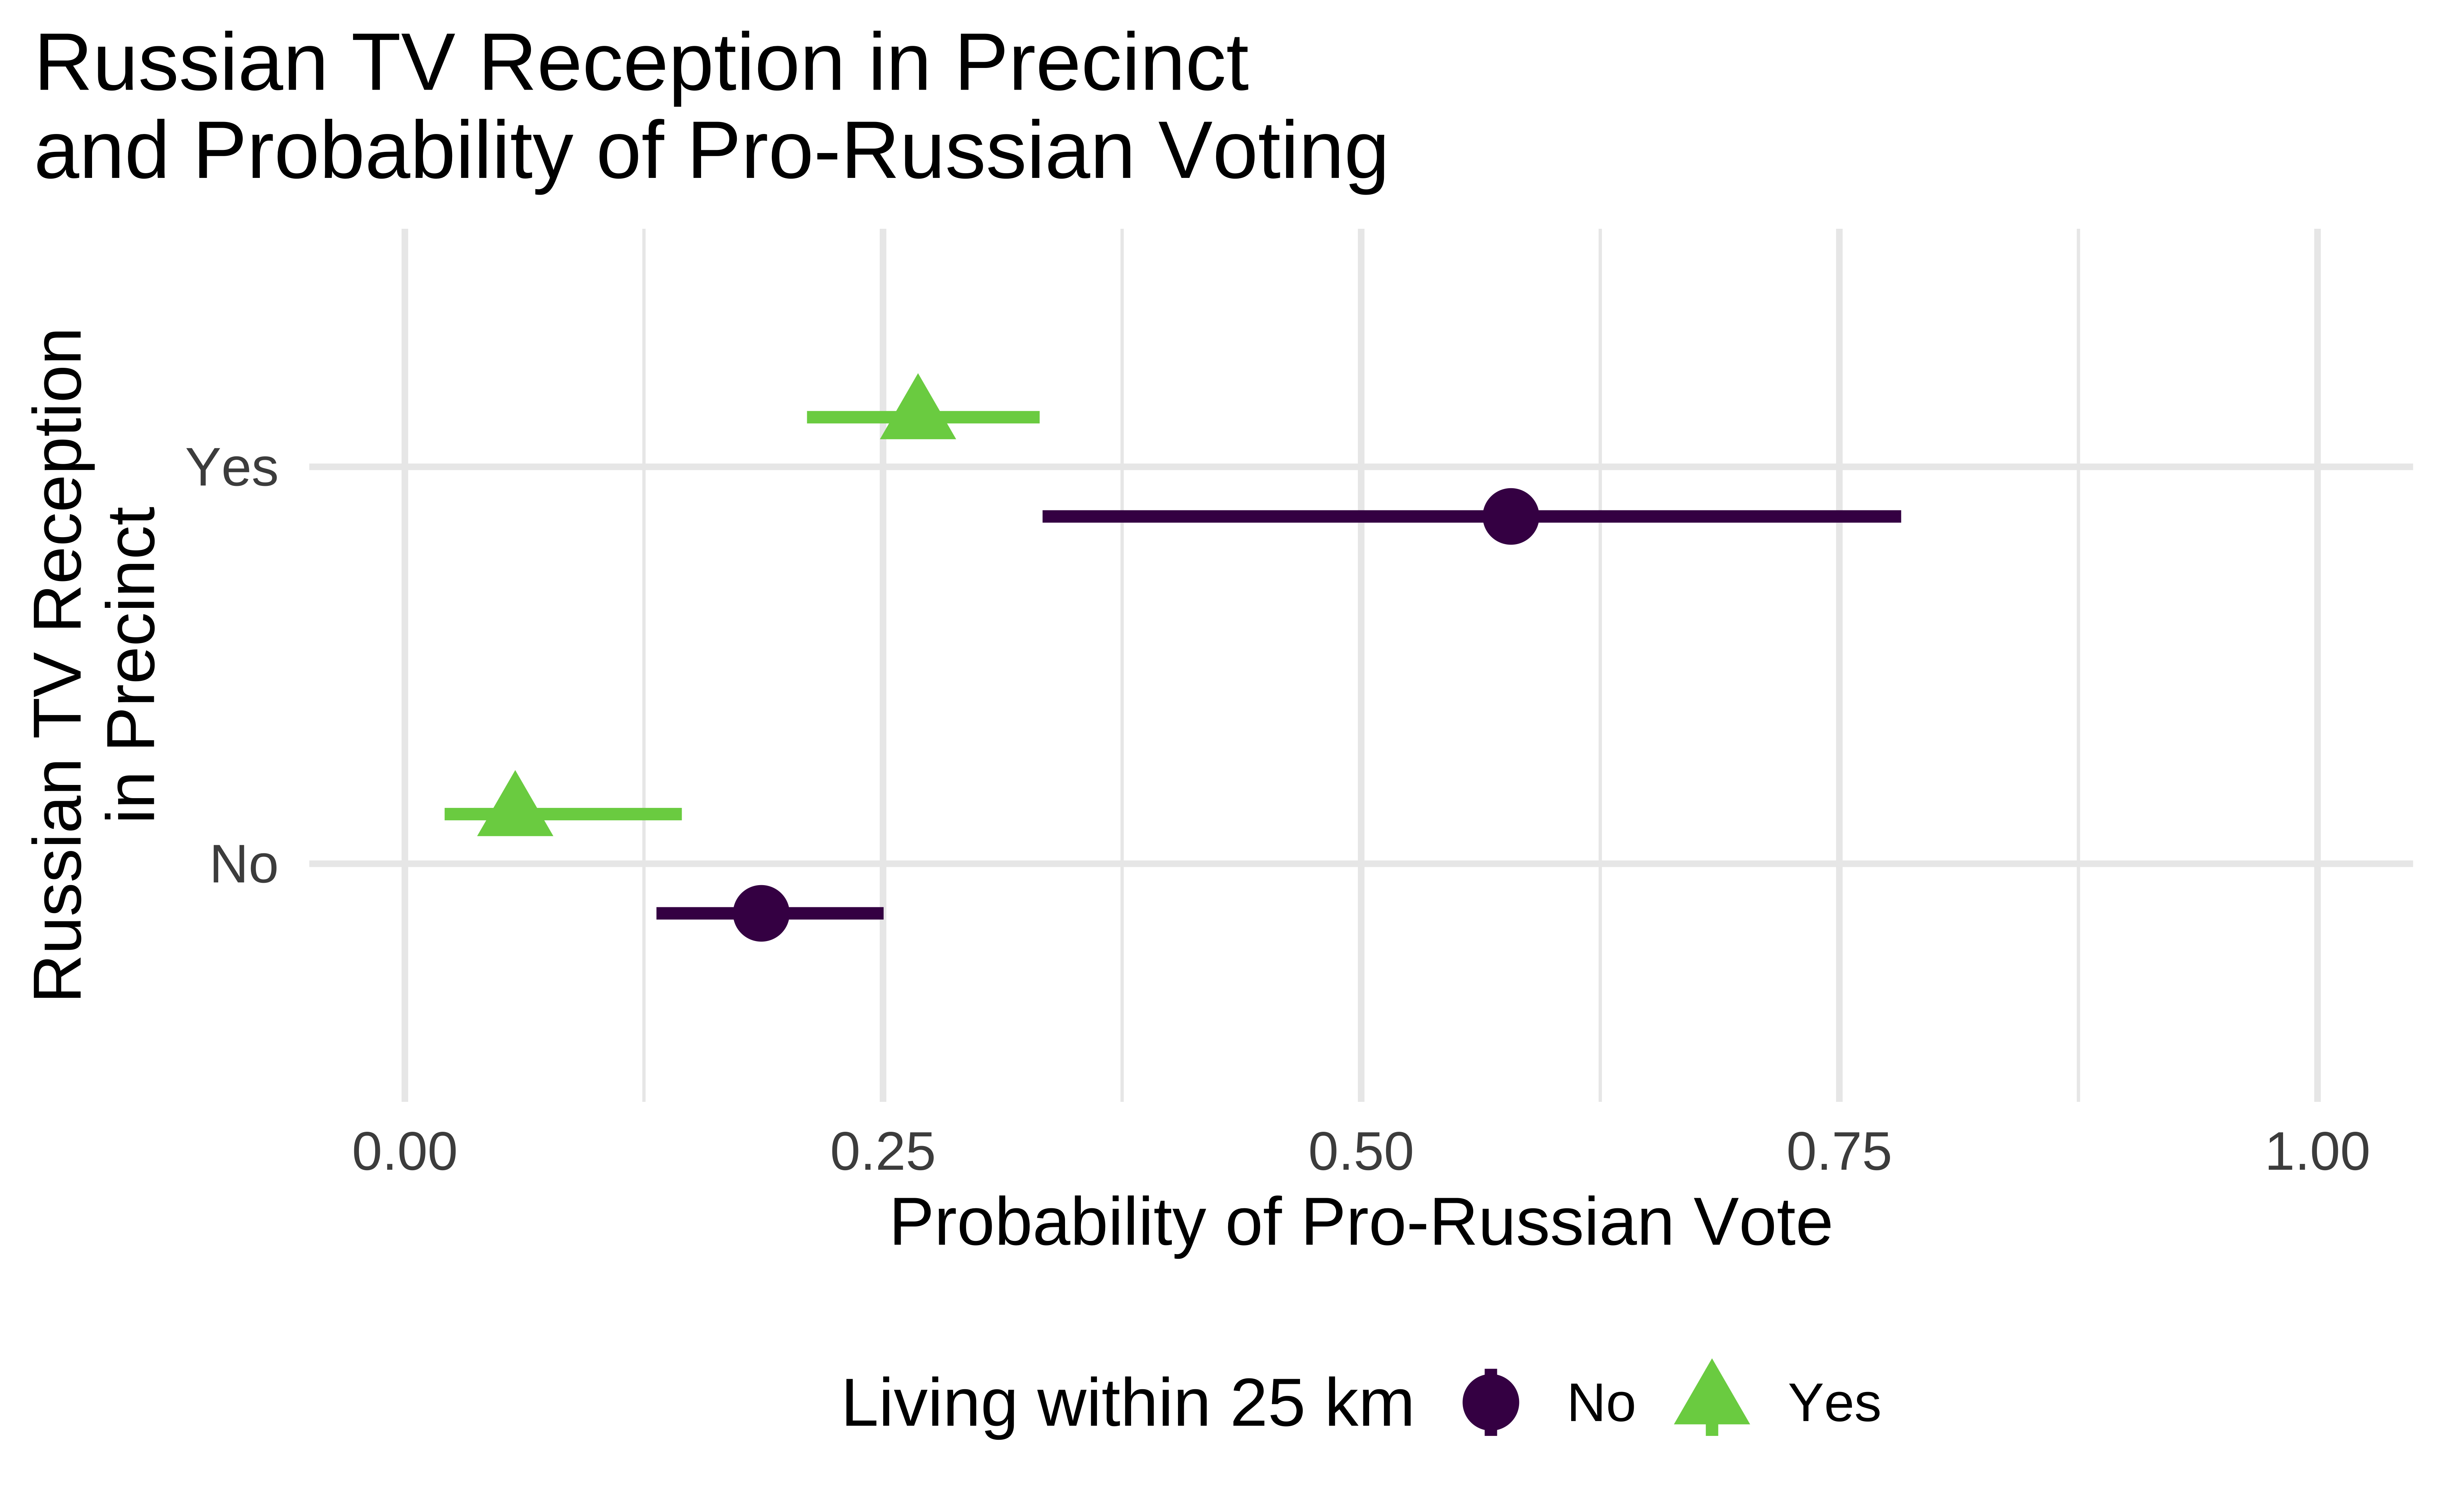 Russian TV Reception in Precinct
and Probability of Pro-Russian Voting
Russian TV Reception
in Precinct
Yes
No
0.00 0.25 0.50 0.75 1.00
Probability of Pro-Russian Vote
Living within 25 km No Yes